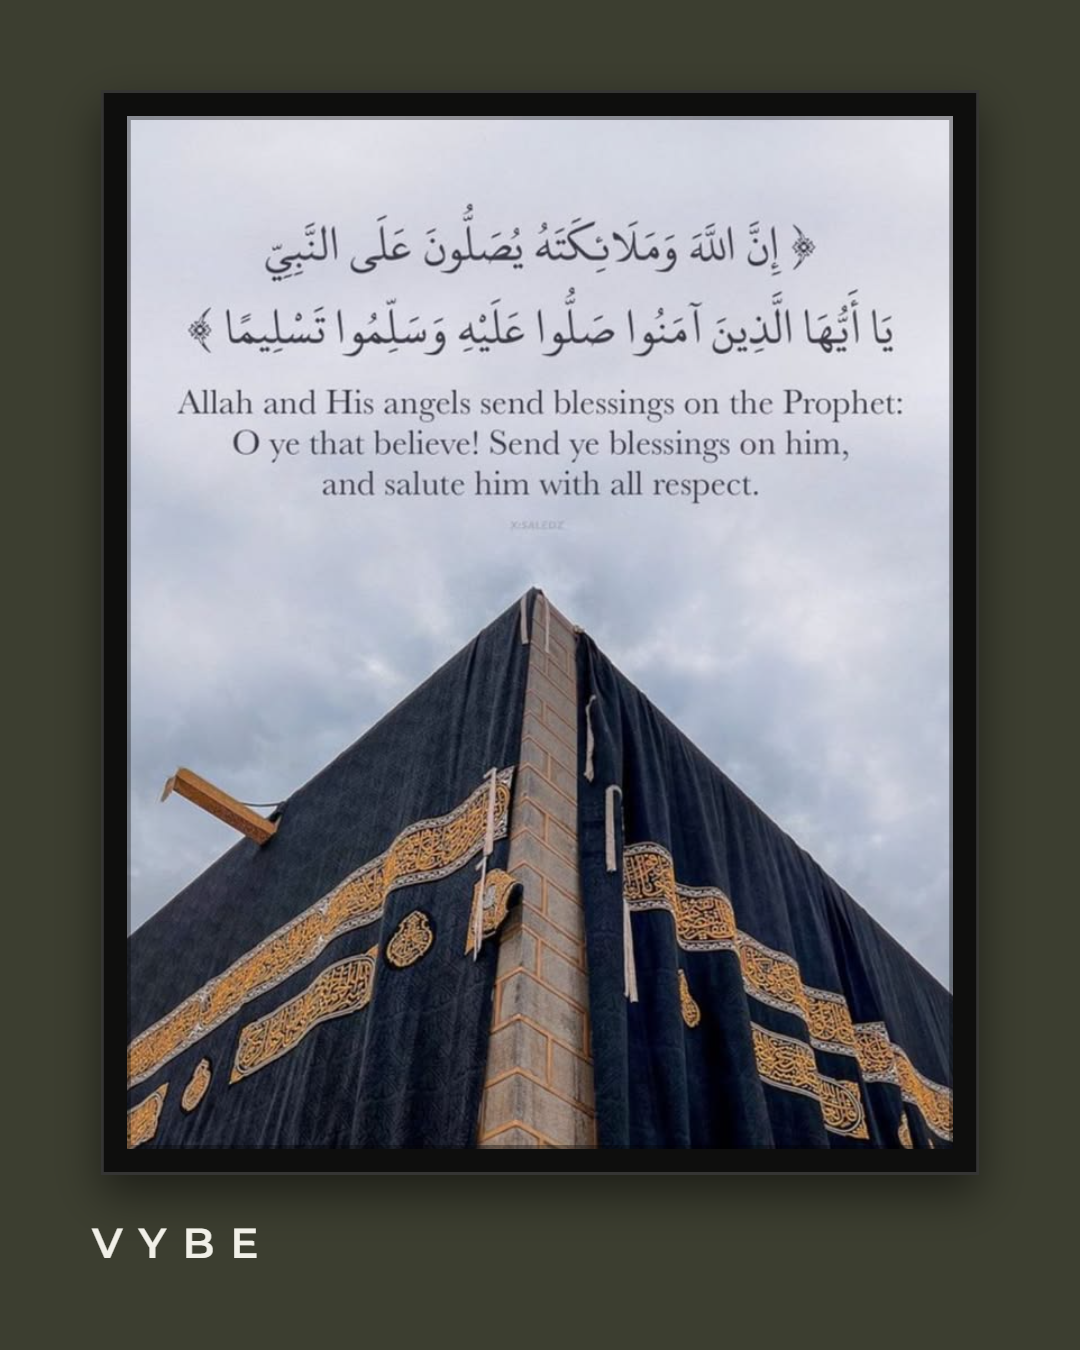 ﴿ إِنَّ اللَّهَ وَمَلَائِكَتَهُ يُصَلُّونَ عَلَى النَّبِيِّ
يَا أَيُّهَا الَّذِينَ آمَنُوا صَلُّوا عَلَيْهِ وَسَلِّمُوا تَسْلِيمًا ﴾
Allah and His angels send blessings on the Prophet:
O ye that believe! Send ye blessings on him,
and salute him with all respect.
X:SALEDZ
VYBE